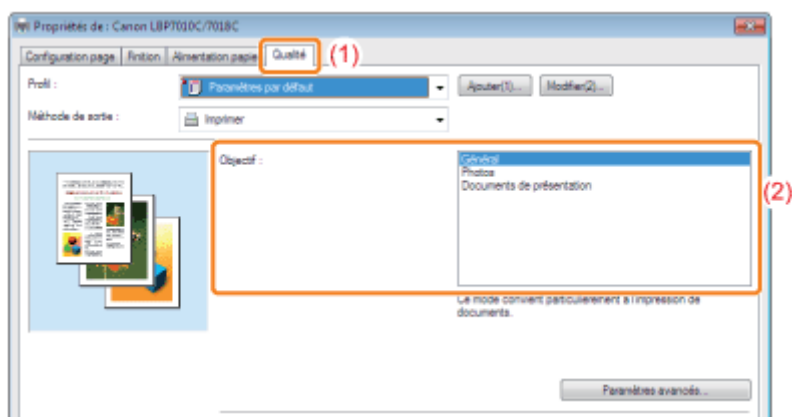 Propriétés de : Canon LBP7010C/7018C
Configuration page Finition Alimentation papier Qualité (1)
Profil : Paramètres par défaut Ajouter(1)... Modifier(2)...
Méthode de sortie : Imprimer
Objectif : Général
Photos
Documents de présentation
(2)
Ce mode convient particulièrement à l'impression de
documents.
Paramètres avancés...